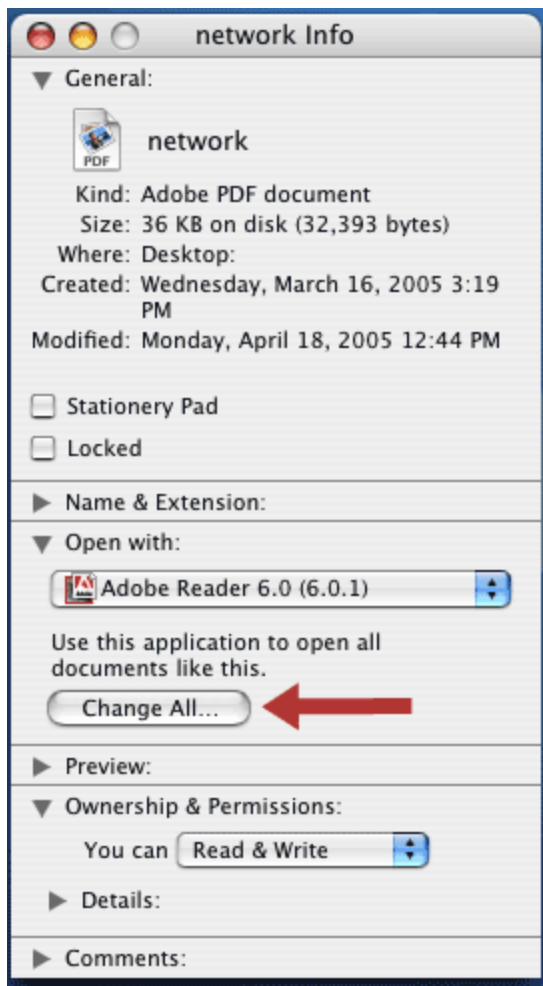 network Info
General:
PDF
network
Kind: Adobe PDF document
Size: 36 KB on disk (32,393 bytes)
Where: Desktop:
Created: Wednesday, March 16, 2005 3:19
PM
Modified: Monday, April 18, 2005 12:44 PM
Stationery Pad
Locked
Name & Extension:
Open with:
Adobe Reader 6.0 (6.0.1)
Use this application to open all
documents like this.
Change All...
Preview:
Ownership & Permissions:
You can Read & Write
Details:
Comments: